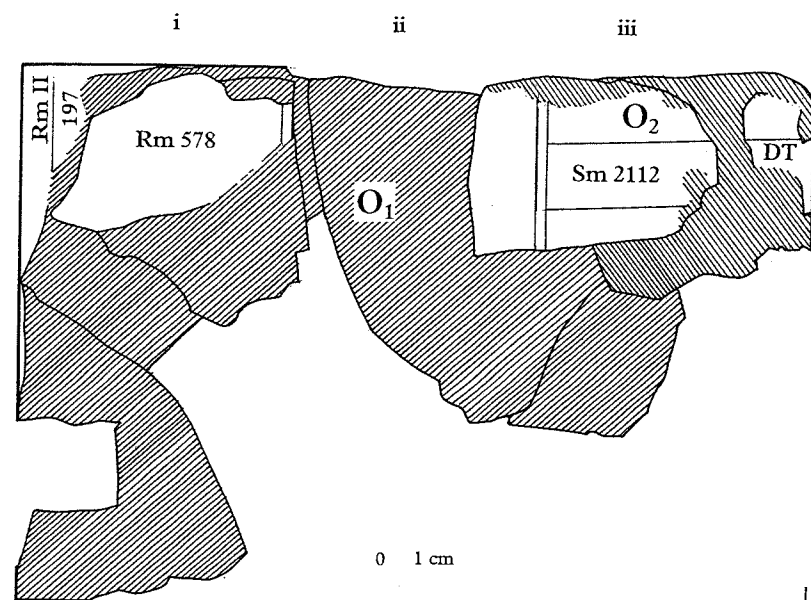 i ii iii
Rm II
197
Rm 578
O₁
O₂
Sm 2112
DT
0 1 cm